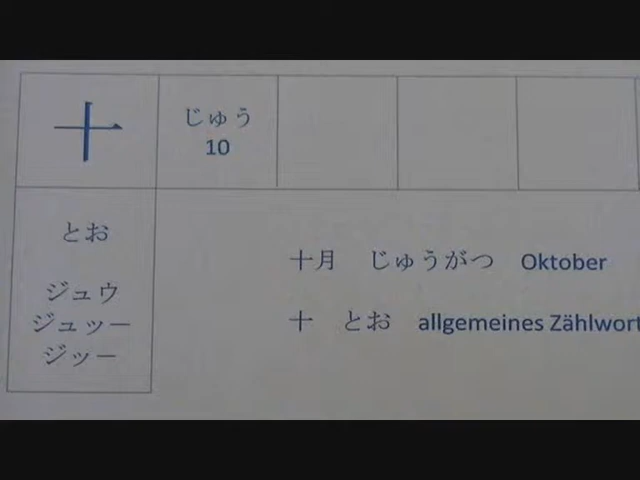 十
じゅう
10
とお
ジュウ
ジュッー
ジッー
十月 じゅうがつ Oktober
十 とお allgemeines Zählwort